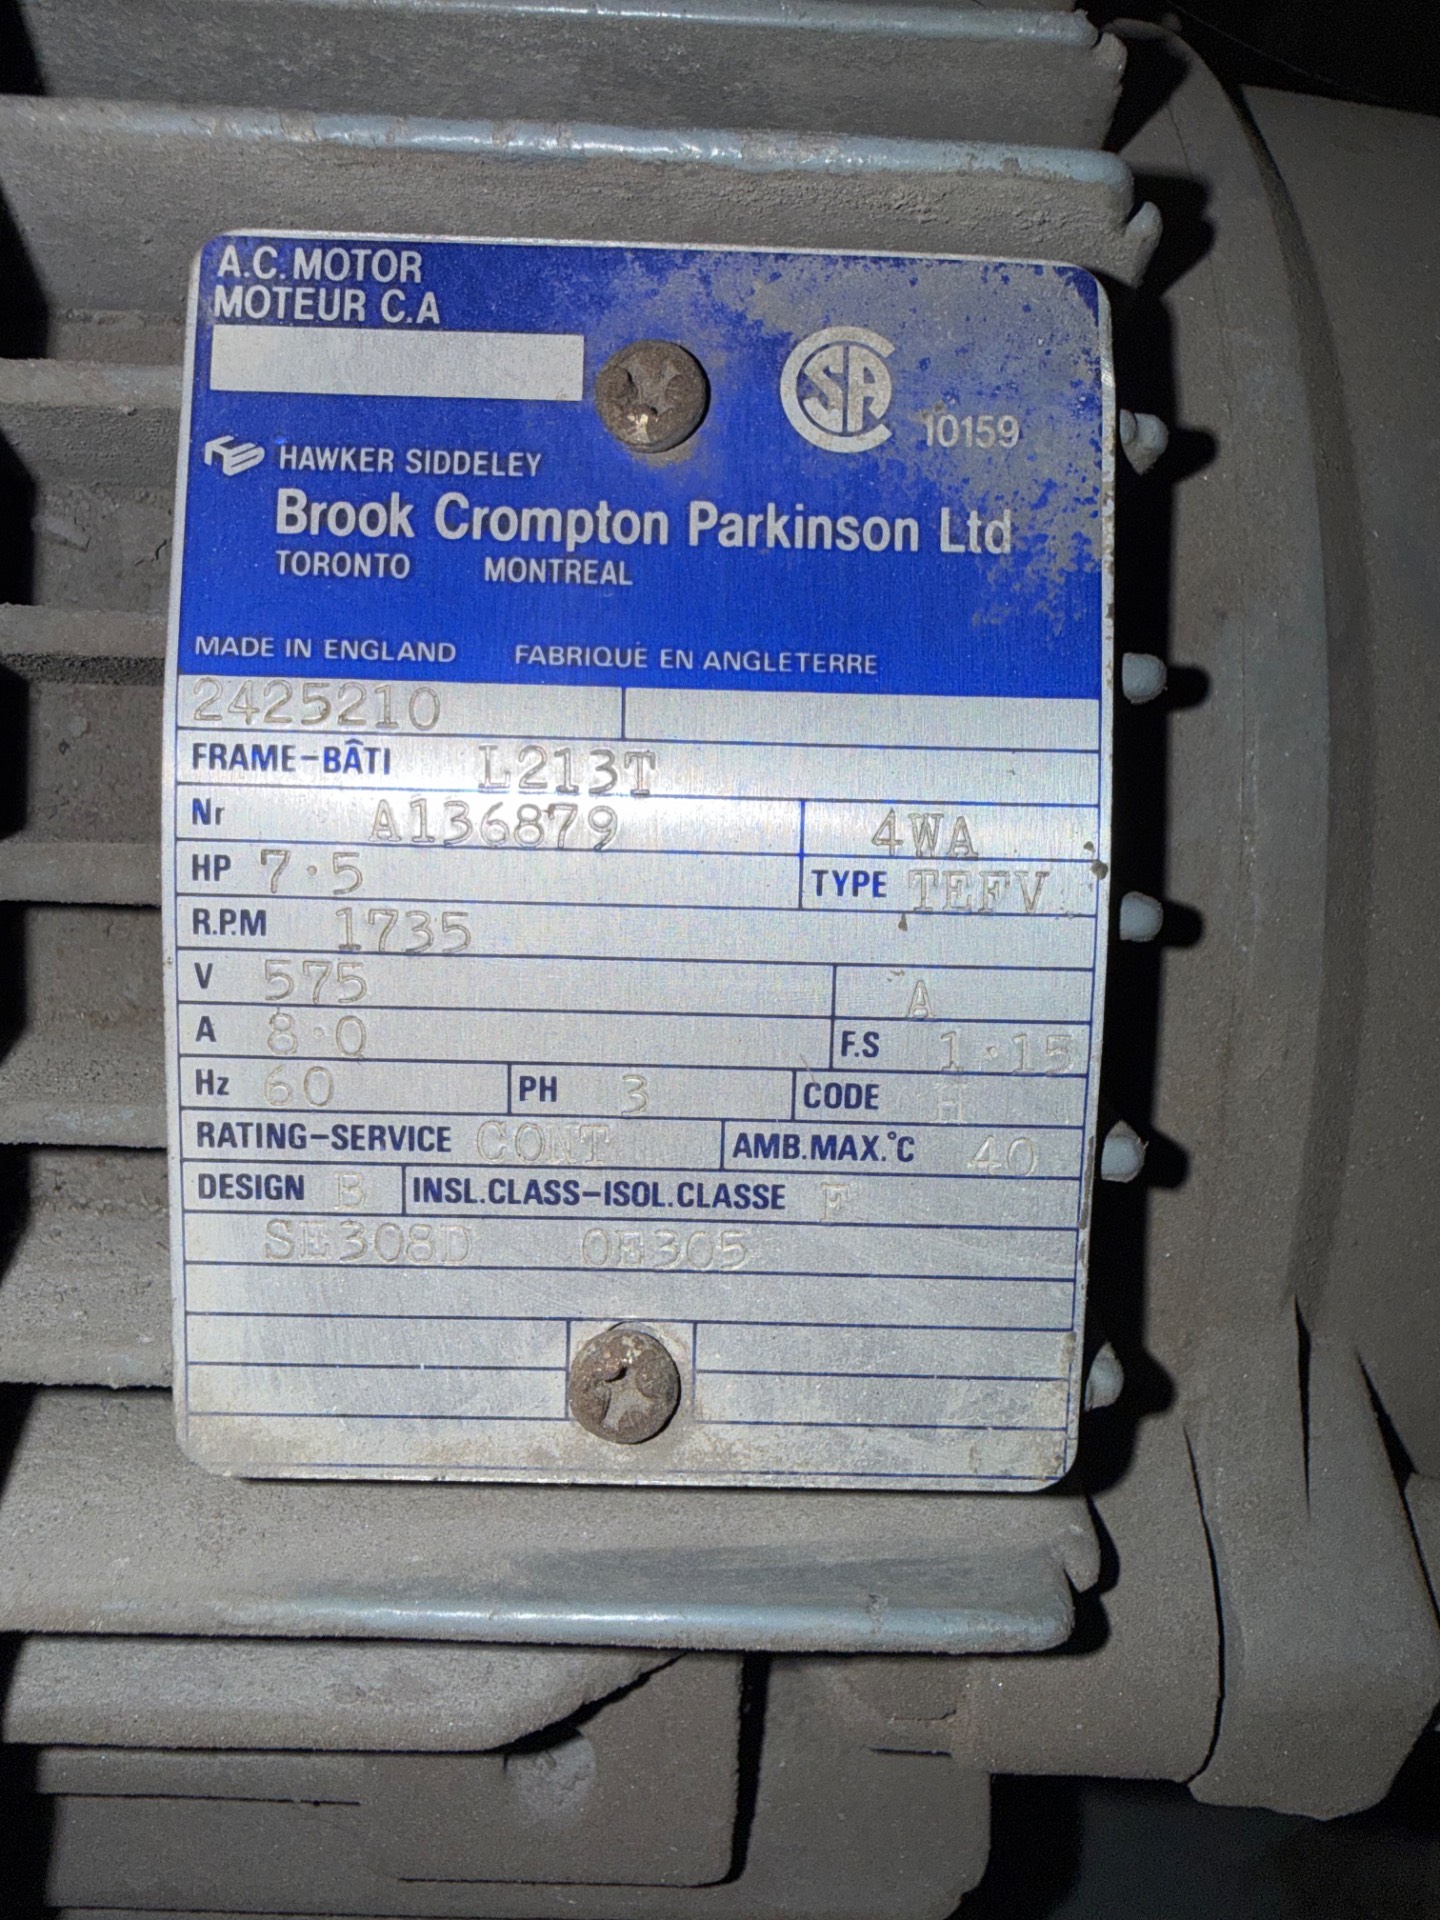 A.C. MOTOR
MOTEUR C.A
CSA 10159
HAWKER SIDDELEY
Brook Crompton Parkinson Ltd
TORONTO MONTREAL
MADE IN ENGLAND FABRIQUÉ EN ANGLETERRE
2425210
FRAME-BÂTI L213T
Nr A136879 4WA
HP 7·5 TYPE TEFV
R.P.M 1735
V 575 A
A 8·0 F.S 1·15
Hz 60 PH 3 CODE H
RATING-SERVICE CONT AMB.MAX.°C 40
DESIGN B INSL.CLASS-ISOL.CLASSE F
SE308D OE305